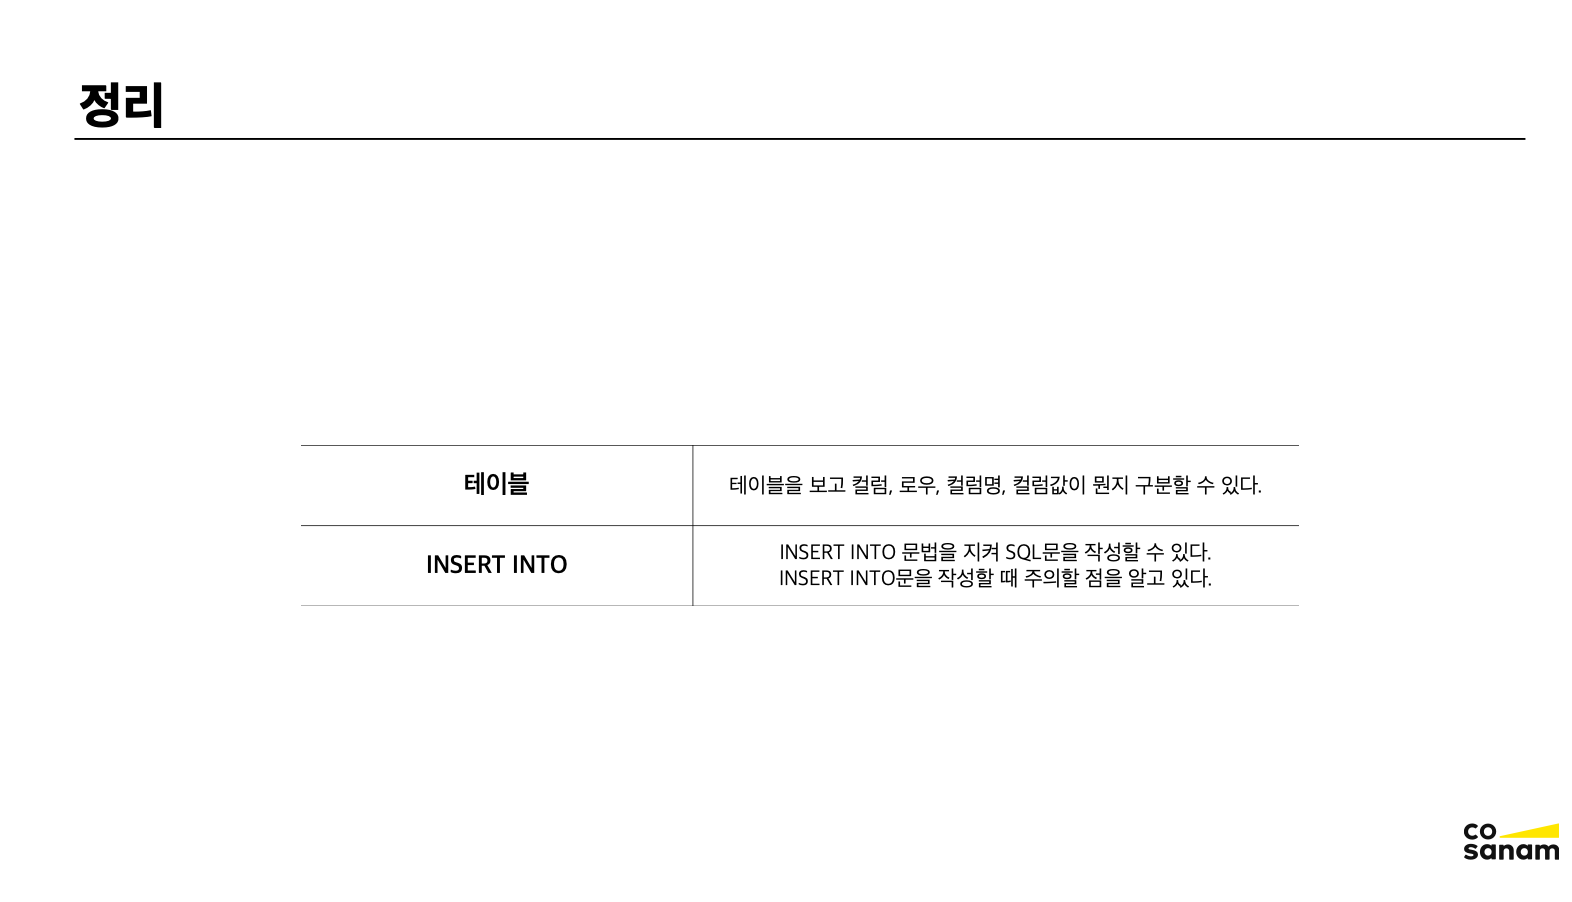 정리
테이블
테이블을 보고 컬럼, 로우, 컬럼명, 컬럼값이 뭔지 구분할 수 있다.
INSERT INTO
INSERT INTO 문법을 지켜 SQL문을 작성할 수 있다.
INSERT INTO문을 작성할 때 주의할 점을 알고 있다.
co
sanam